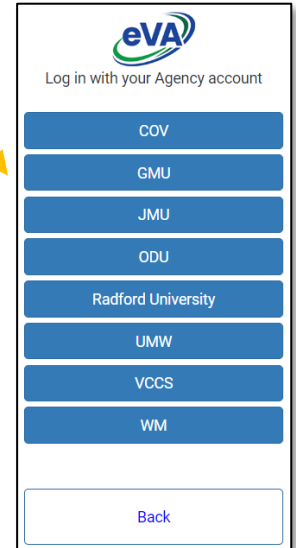 eVA
Log in with your Agency account
COV
GMU
JMU
ODU
Radford University
UMW
VCCS
WM
Back